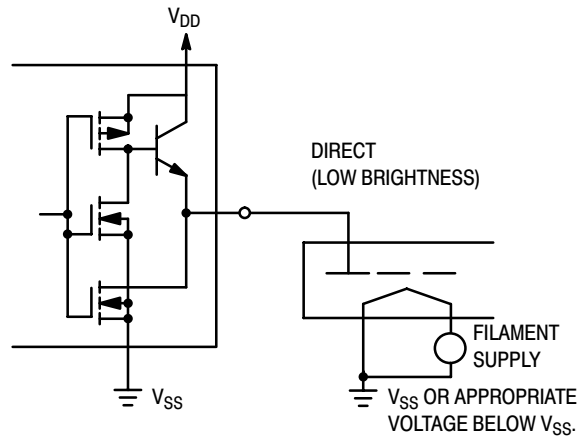 VDD
DIRECT
(LOW BRIGHTNESS)
FILAMENT
SUPPLY
VSS
VSS OR APPROPRIATE
VOLTAGE BELOW VSS.